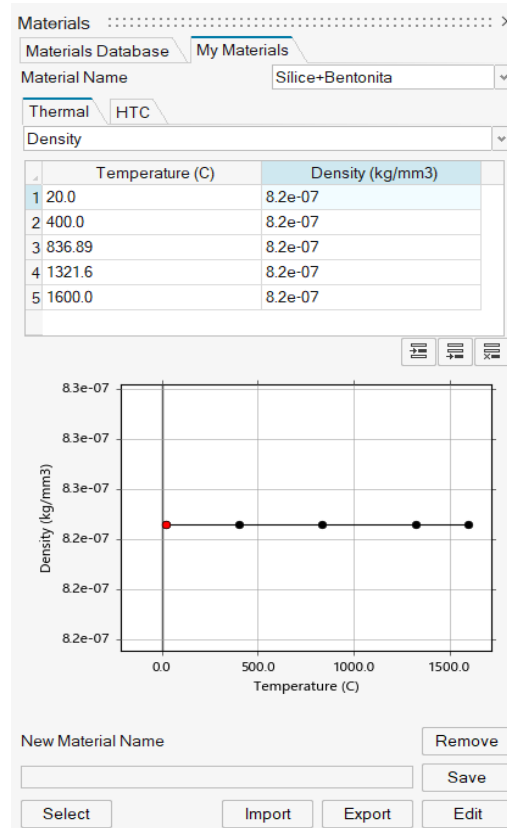 Materials
Materials Database My Materials
Material Name Sílice+Bentonita
Thermal HTC
Density
Temperature (C) Density (kg/mm3)
1 20.0 8.2e-07
2 400.0 8.2e-07
3 836.89 8.2e-07
4 1321.6 8.2e-07
5 1600.0 8.2e-07
8.3e-07
8.3e-07
8.3e-07
8.2e-07
8.2e-07
8.2e-07
Density (kg/mm3)
0.0 500.0 1000.0 1500.0
Temperature (C)
New Material Name Remove
Save
Select Import Export Edit